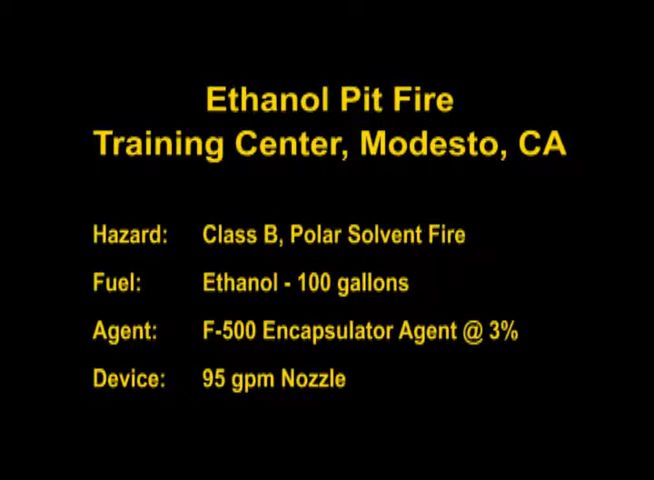 Ethanol Pit Fire
Training Center, Modesto, CA
Hazard: Class B, Polar Solvent Fire
Fuel: Ethanol - 100 gallons
Agent: F-500 Encapsulator Agent @ 3%
Device: 95 gpm Nozzle